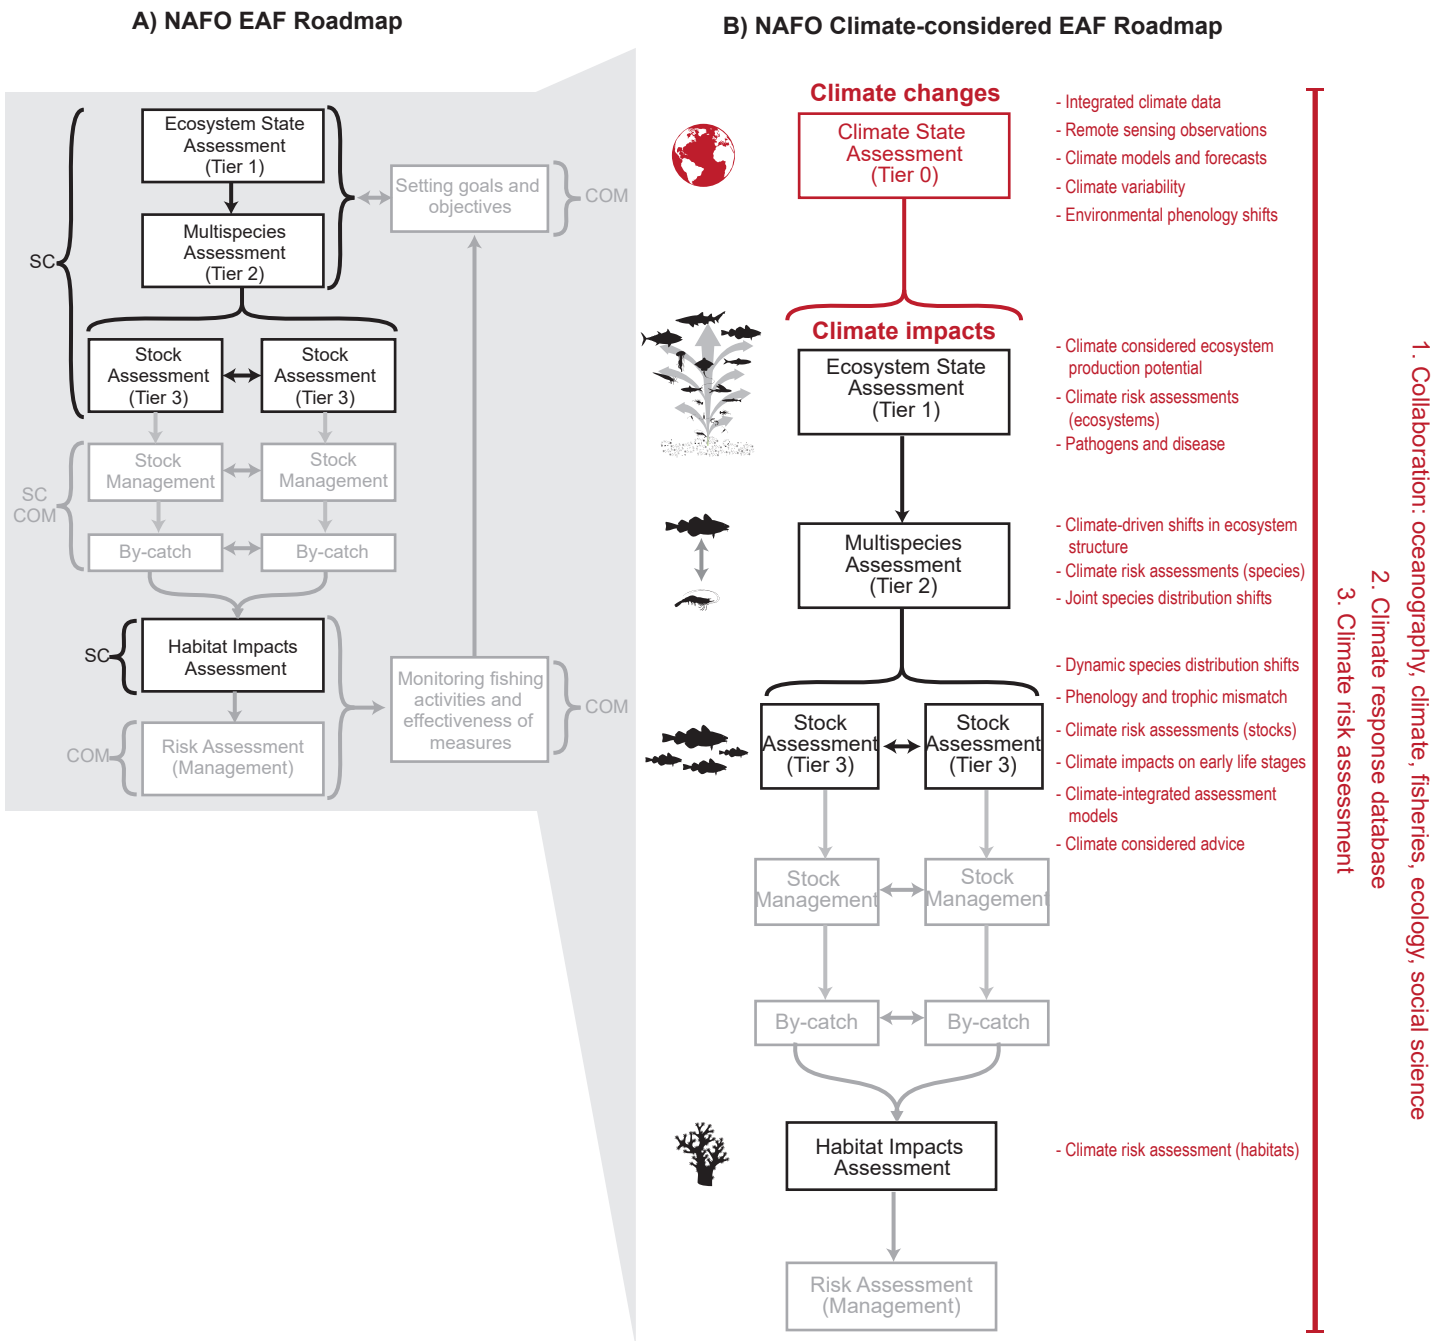 A) NAFO EAF Roadmap
Ecosystem State
Assessment
(Tier 1)
Multispecies
Assessment
(Tier 2)
SC
Setting goals and
objectives
COM
Stock
Assessment
(Tier 3)
Stock
Assessment
(Tier 3)
Stock
Management
Stock
Management
SC
COM
By-catch
By-catch
SC
Habitat Impacts
Assessment
COM
Risk Assessment
(Management)
Monitoring fishing
activities and
effectiveness of
measures
COM
B) NAFO Climate-considered EAF Roadmap
Climate changes
Climate State
Assessment
(Tier 0)
- Integrated climate data
- Remote sensing observations
- Climate models and forecasts
- Climate variability
- Environmental phenology shifts
Climate impacts
Ecosystem State
Assessment
(Tier 1)
- Climate considered ecosystem
production potential
- Climate risk assessments
(ecosystems)
- Pathogens and disease
Multispecies
Assessment
(Tier 2)
- Climate-driven shifts in ecosystem
structure
- Climate risk assessments (species)
- Joint species distribution shifts
Stock
Assessment
(Tier 3)
Stock
Assessment
(Tier 3)
- Dynamic species distribution shifts
- Phenology and trophic mismatch
- Climate risk assessments (stocks)
- Climate impacts on early life stages
- Climate-integrated assessment
models
- Climate considered advice
Stock
Management
Stock
Management
By-catch
By-catch
Habitat Impacts
Assessment
- Climate risk assessment (habitats)
Risk Assessment
(Management)
1. Collaboration: oceanography, climate, fisheries, ecology, social science
2. Climate response database
3. Climate risk assessment